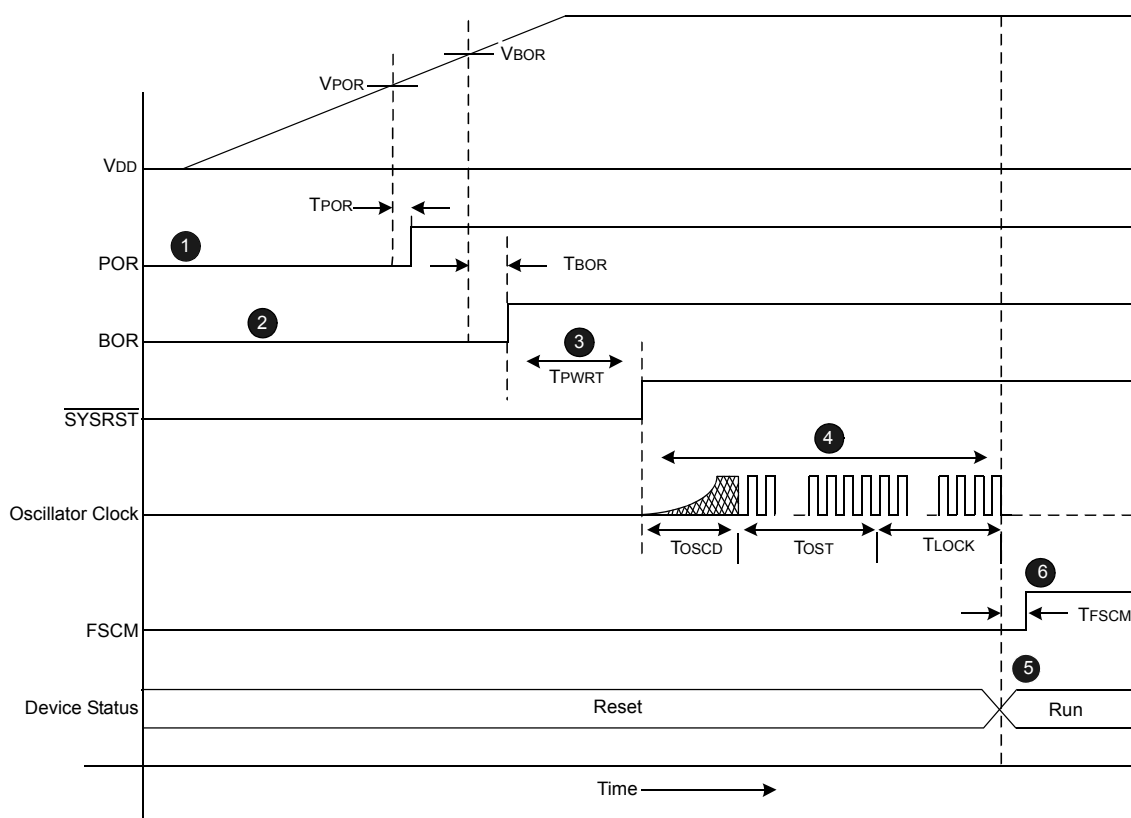 VBOR
VPOR
VDD
TPOR
1
POR
TBOR
2
BOR
3
TPWRT
SYSRST
4
Oscillator Clock
TOSCD
TOST
TLOCK
6
FSCM
TFSCM
5
Device Status
Reset
Run
Time